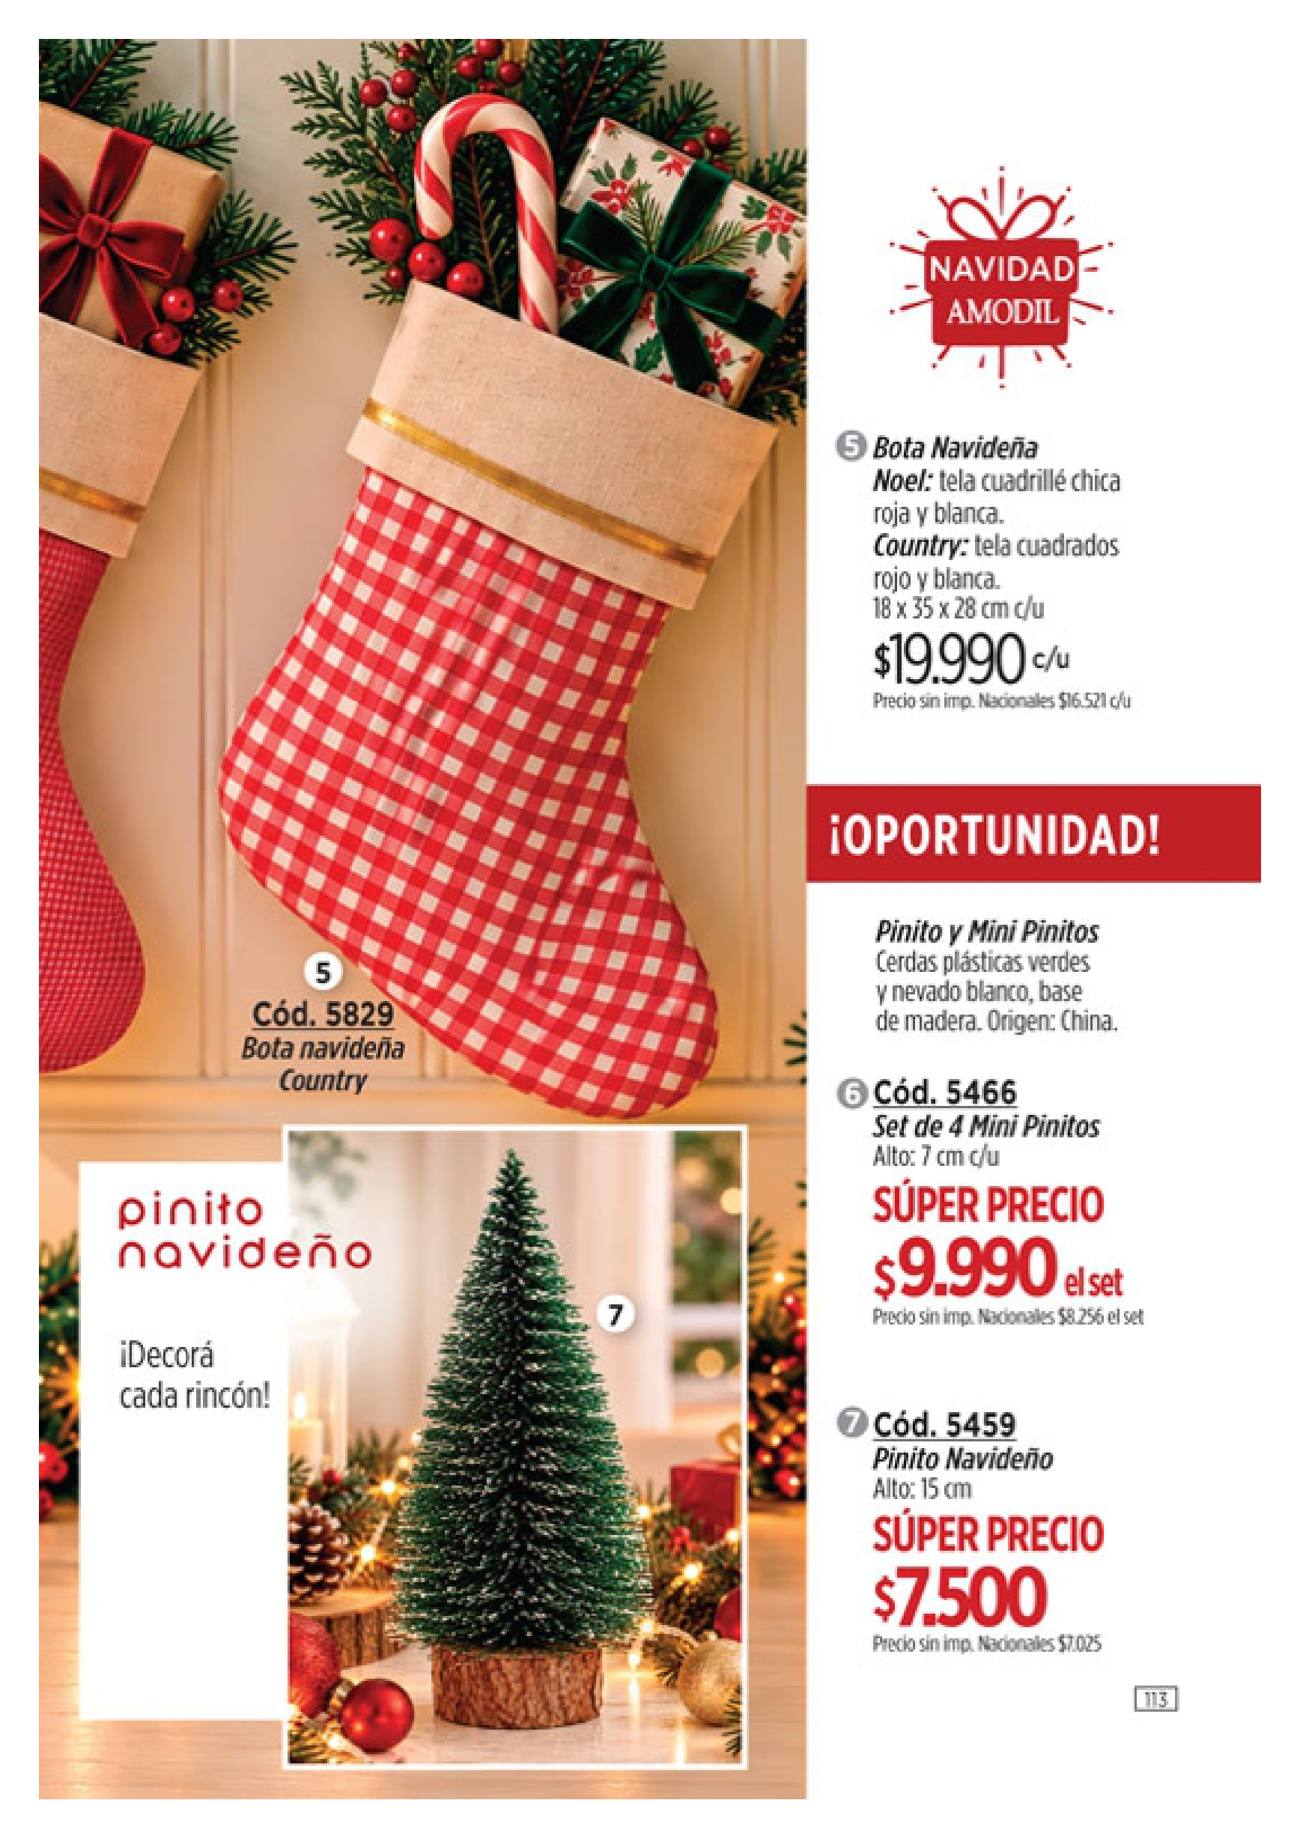 NAVIDAD
AMODIL
5 Bota Navideña
Noel: tela cuadrillé chica
roja y blanca.
Country: tela cuadrados
rojo y blanca.
18 x 35 x 28 cm c/u
$19.990 c/u
Precio sin imp. Nacionales $16.521 c/u
5
Cód. 5829
Bota navideña
Country
¡OPORTUNIDAD!
Pinito y Mini Pinitos
Cerdas plásticas verdes
y nevado blanco, base
de madera. Origen: China.
6 Cód. 5466
Set de 4 Mini Pinitos
Alto: 7 cm c/u
SÚPER PRECIO
$9.990 el set
Precio sin imp. Nacionales $8.256 el set
pinito
navideño
¡Decorá
cada rincón!
7
7 Cód. 5459
Pinito Navideño
Alto: 15 cm
SÚPER PRECIO
$7.500
Precio sin imp. Nacionales $7.025
113